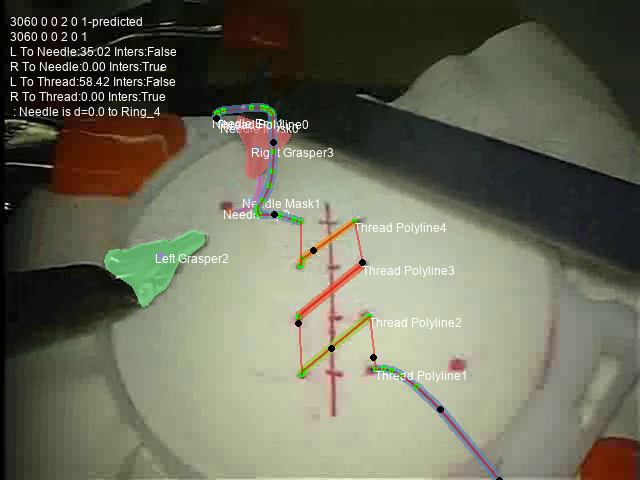 3060 0 0 2 0 1-predicted
3060 0 0 2 0 1
L To Needle:35.02 Inters:False
R To Needle:0.00 Inters:True
L To Thread:58.42 Inters:False
R To Thread:0.00 Inters:True
: Needle is d=0.0 to Ring_4
Polyline0
Right Grasper3
Needle Mask1
Thread Polyline4
Left Grasper2
Thread Polyline3
Thread Polyline2
Thread Polyline1